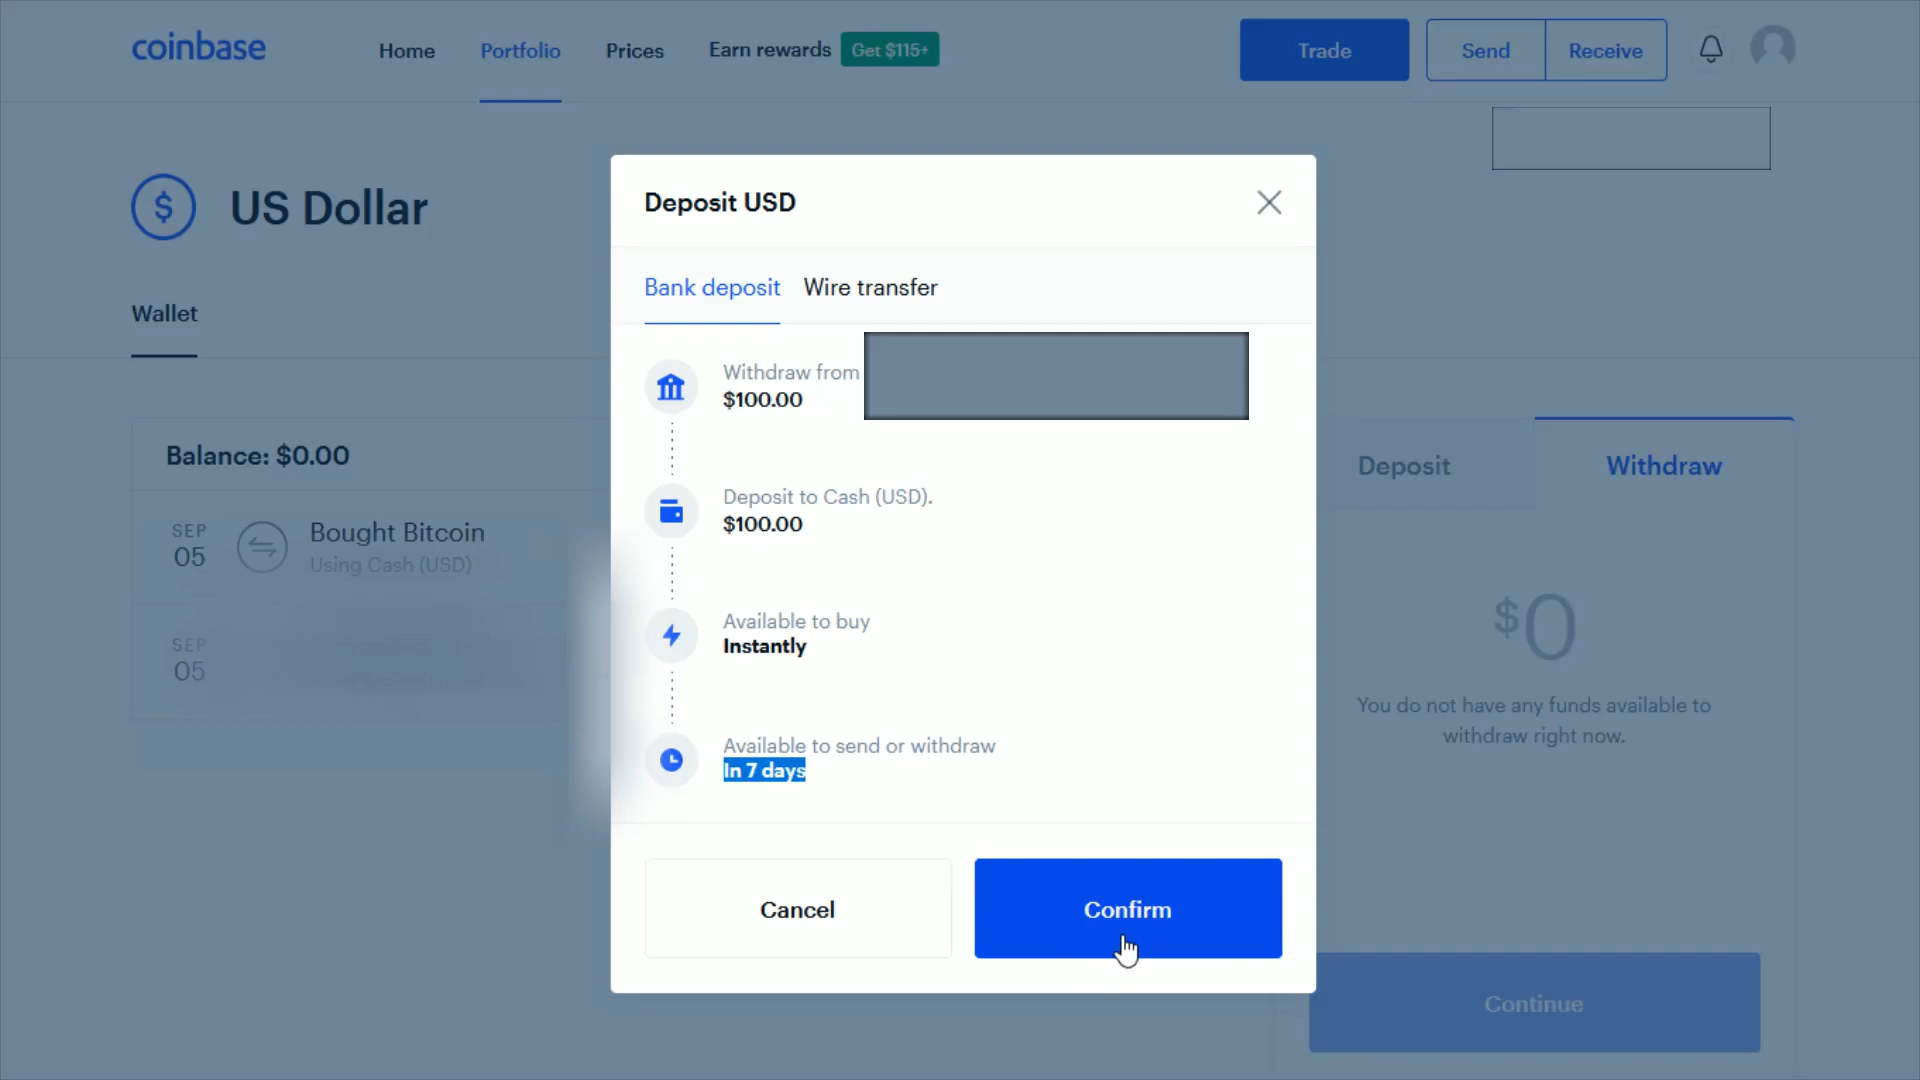 coinbase
Home
Portfolio
Prices
Earn rewards
Get $115+
Trade
Send
Receive
$
US Dollar
Wallet
Balance: $0.00
SEP
05
Bought Bitcoin
Using Cash (USD)
SEP
05
Deposit USD
Bank deposit
Wire transfer
Withdraw from
$100.00
Deposit to Cash (USD).
$100.00
Available to buy
Instantly
Available to send or withdraw
In 7 days
Cancel
Confirm
Deposit
Withdraw
$0
You do not have any funds available to
withdraw right now.
Continue